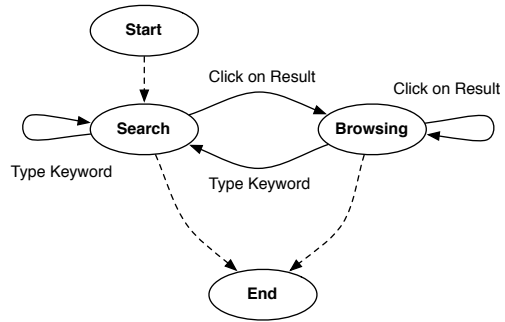 Start
Click on Result
Click on Result
Search
Browsing
Type Keyword
Type Keyword
End